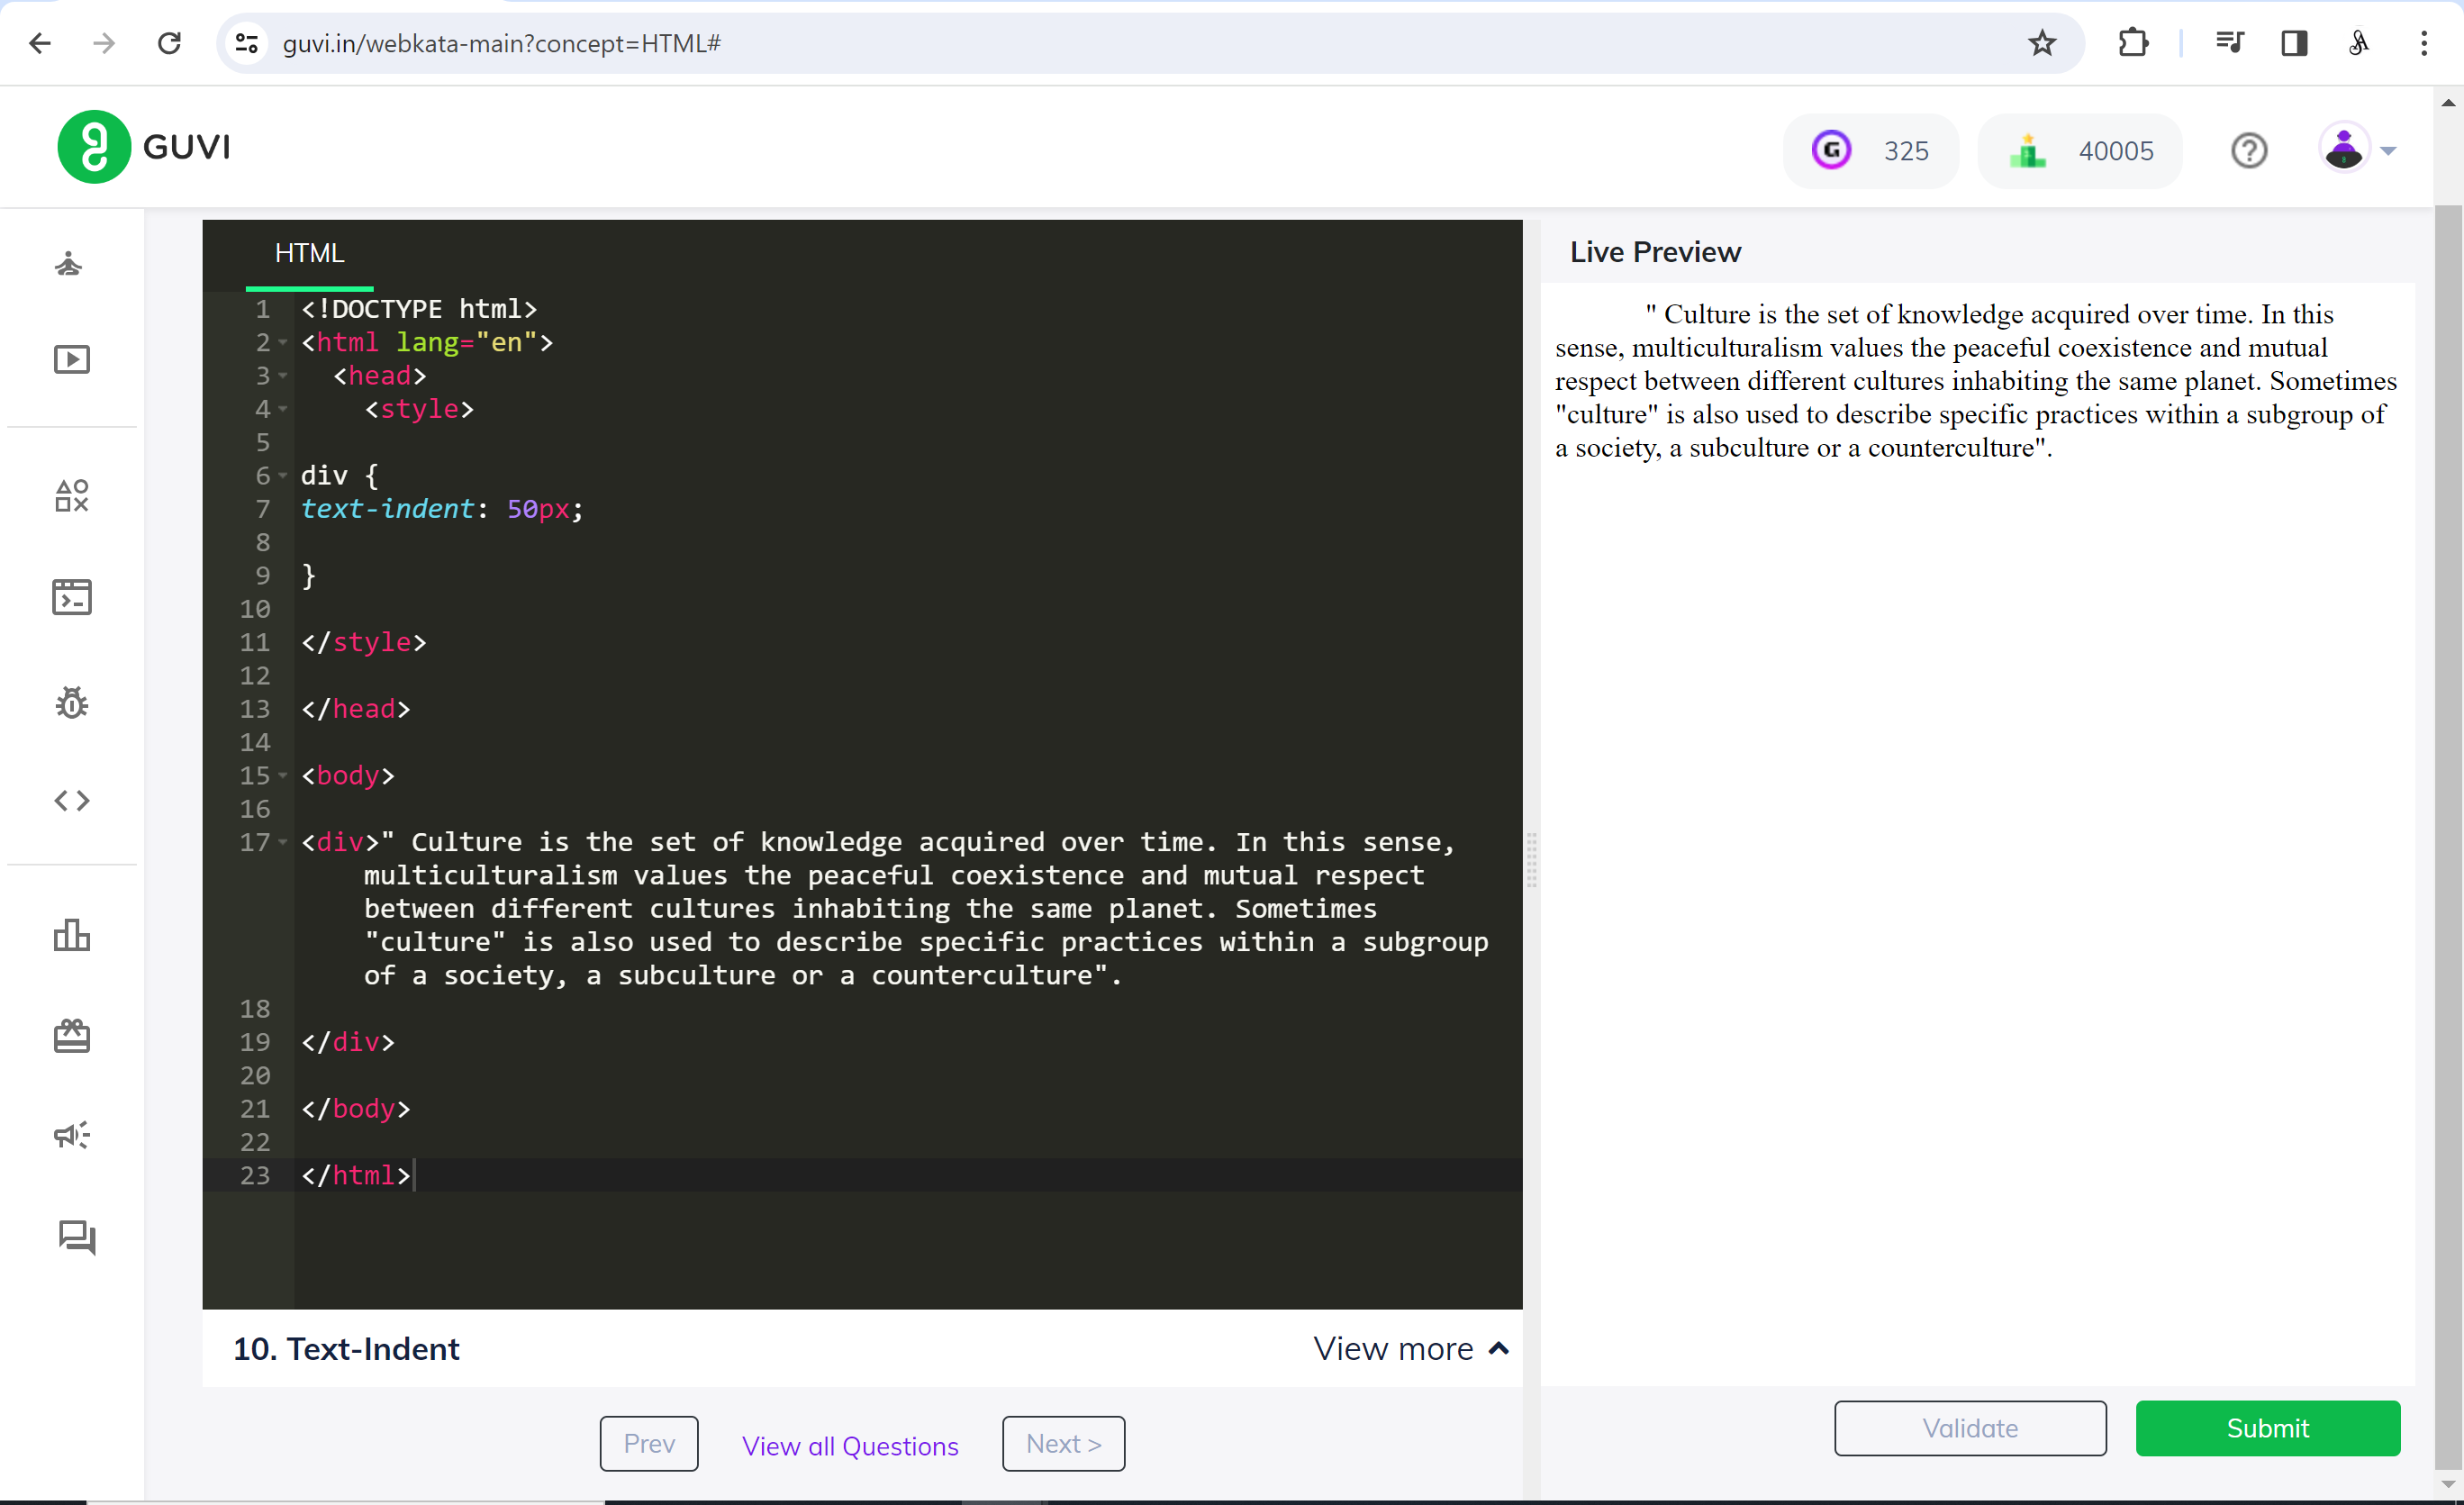 guvi.in/webkata-main?concept=HTML#
GUVI
G 325
40005
HTML
1 <!DOCTYPE html>
2 <html lang="en">
3 <head>
4 <style>
5
6 div {
7 text-indent: 50px;
8
9 }
10
11 </style>
12
13 </head>
14
15 <body>
16
17 <div>" Culture is the set of knowledge acquired over time. In this sense,
multiculturalism values the peaceful coexistence and mutual respect
between different cultures inhabiting the same planet. Sometimes
"culture" is also used to describe specific practices within a subgroup
of a society, a subculture or a counterculture".
18
19 </div>
20
21 </body>
22
23 </html>
10. Text-Indent
View more
Prev
View all Questions
Next >
Live Preview
" Culture is the set of knowledge acquired over time. In this
sense, multiculturalism values the peaceful coexistence and mutual
respect between different cultures inhabiting the same planet. Sometimes
"culture" is also used to describe specific practices within a subgroup of
a society, a subculture or a counterculture".
Validate
Submit